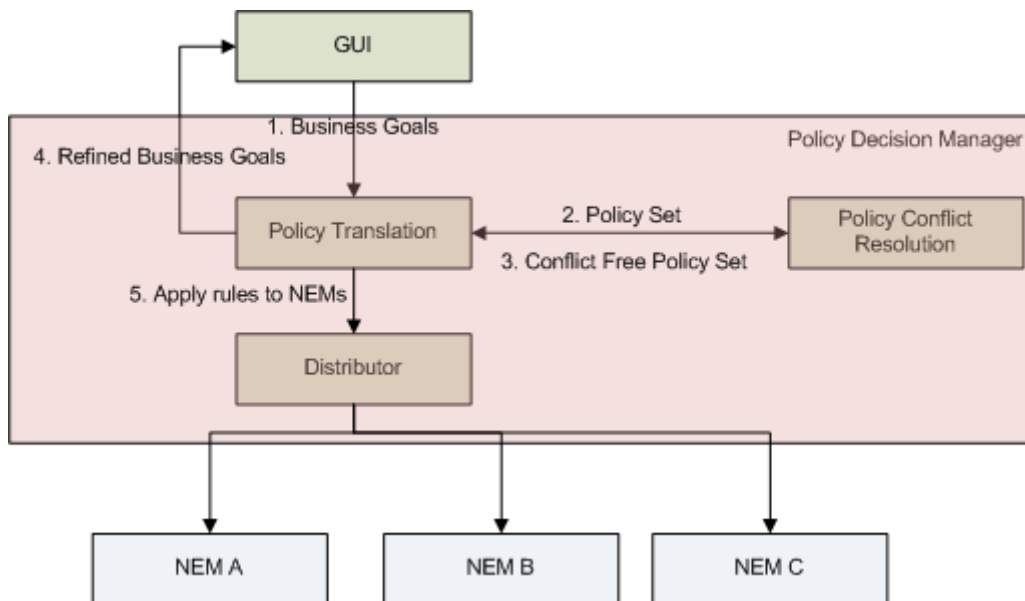 GUI
1. Business Goals
Policy Decision Manager
4. Refined Business Goals
Policy Translation
2. Policy Set
3. Conflict Free Policy Set
Policy Conflict
Resolution
5. Apply rules to NEMs
Distributor
NEM A
NEM B
NEM C